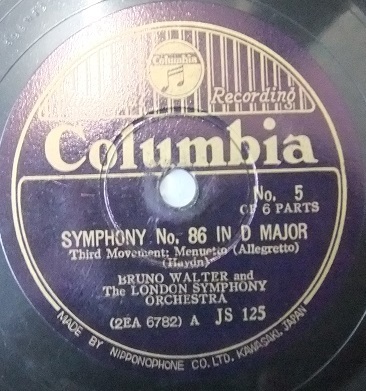 Columbia
Recording
Columbia
No. 5
OF 6 PARTS
SYMPHONY No. 86 IN D MAJOR
Third Movement: Menuetto (Allegretto)
(Haydn)
BRUNO WALTER and
The LONDON SYMPHONY
ORCHESTRA
(2EA 6782) A JS 125
MADE BY NIPPONOPHONE CO., LTD. KAWASAKI, JAPAN